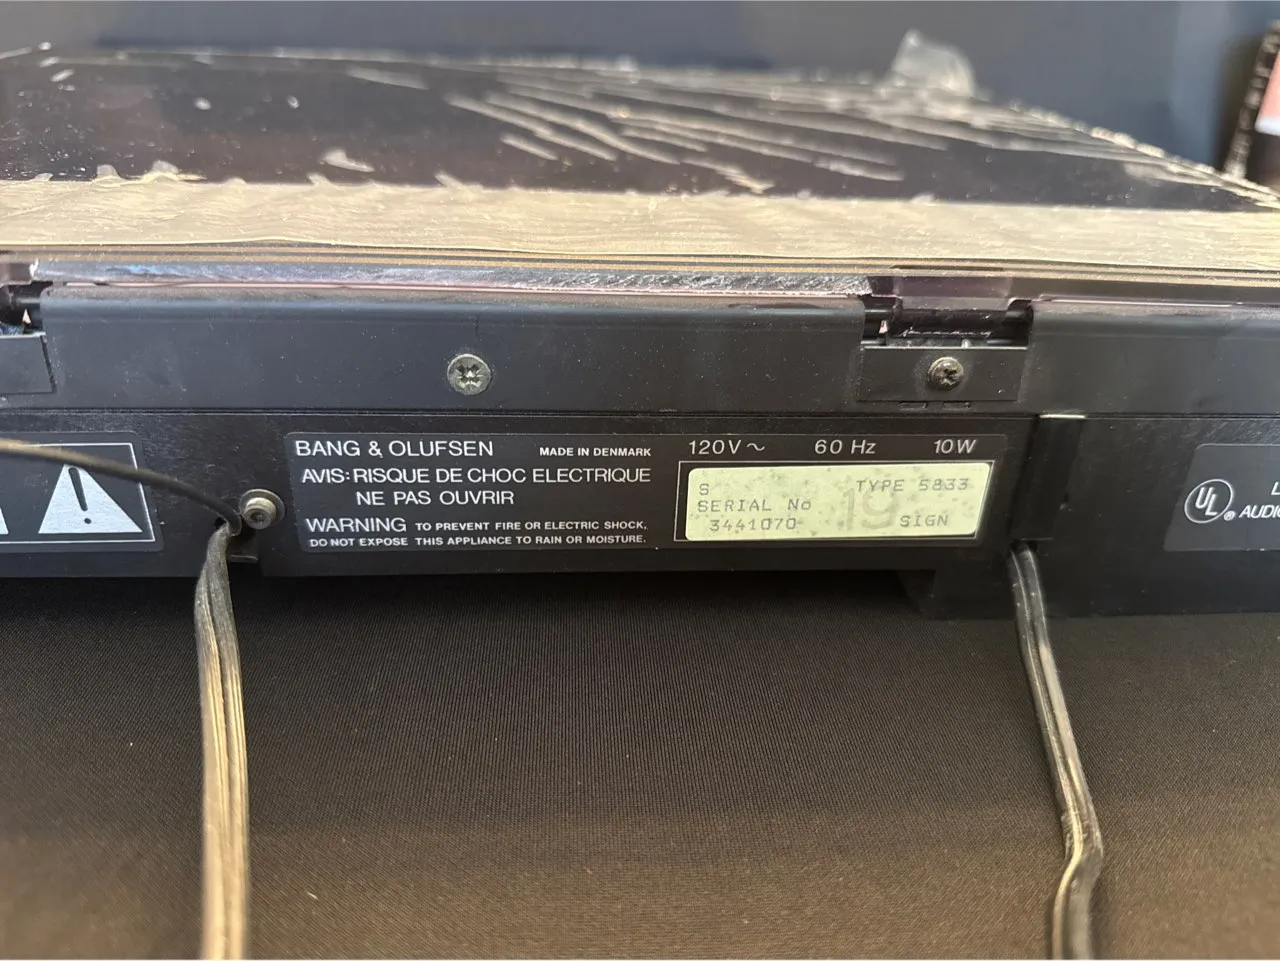 BANG & OLUFSEN MADE IN DENMARK
AVIS: RISQUE DE CHOC ELECTRIQUE
NE PAS OUVRIR
WARNING TO PREVENT FIRE OR ELECTRIC SHOCK,
DO NOT EXPOSE THIS APPLIANCE TO RAIN OR MOISTURE.
120V~ 60 Hz 10W
S TYPE 5833
SERIAL No 19
3441070 SIGN
!
UL®